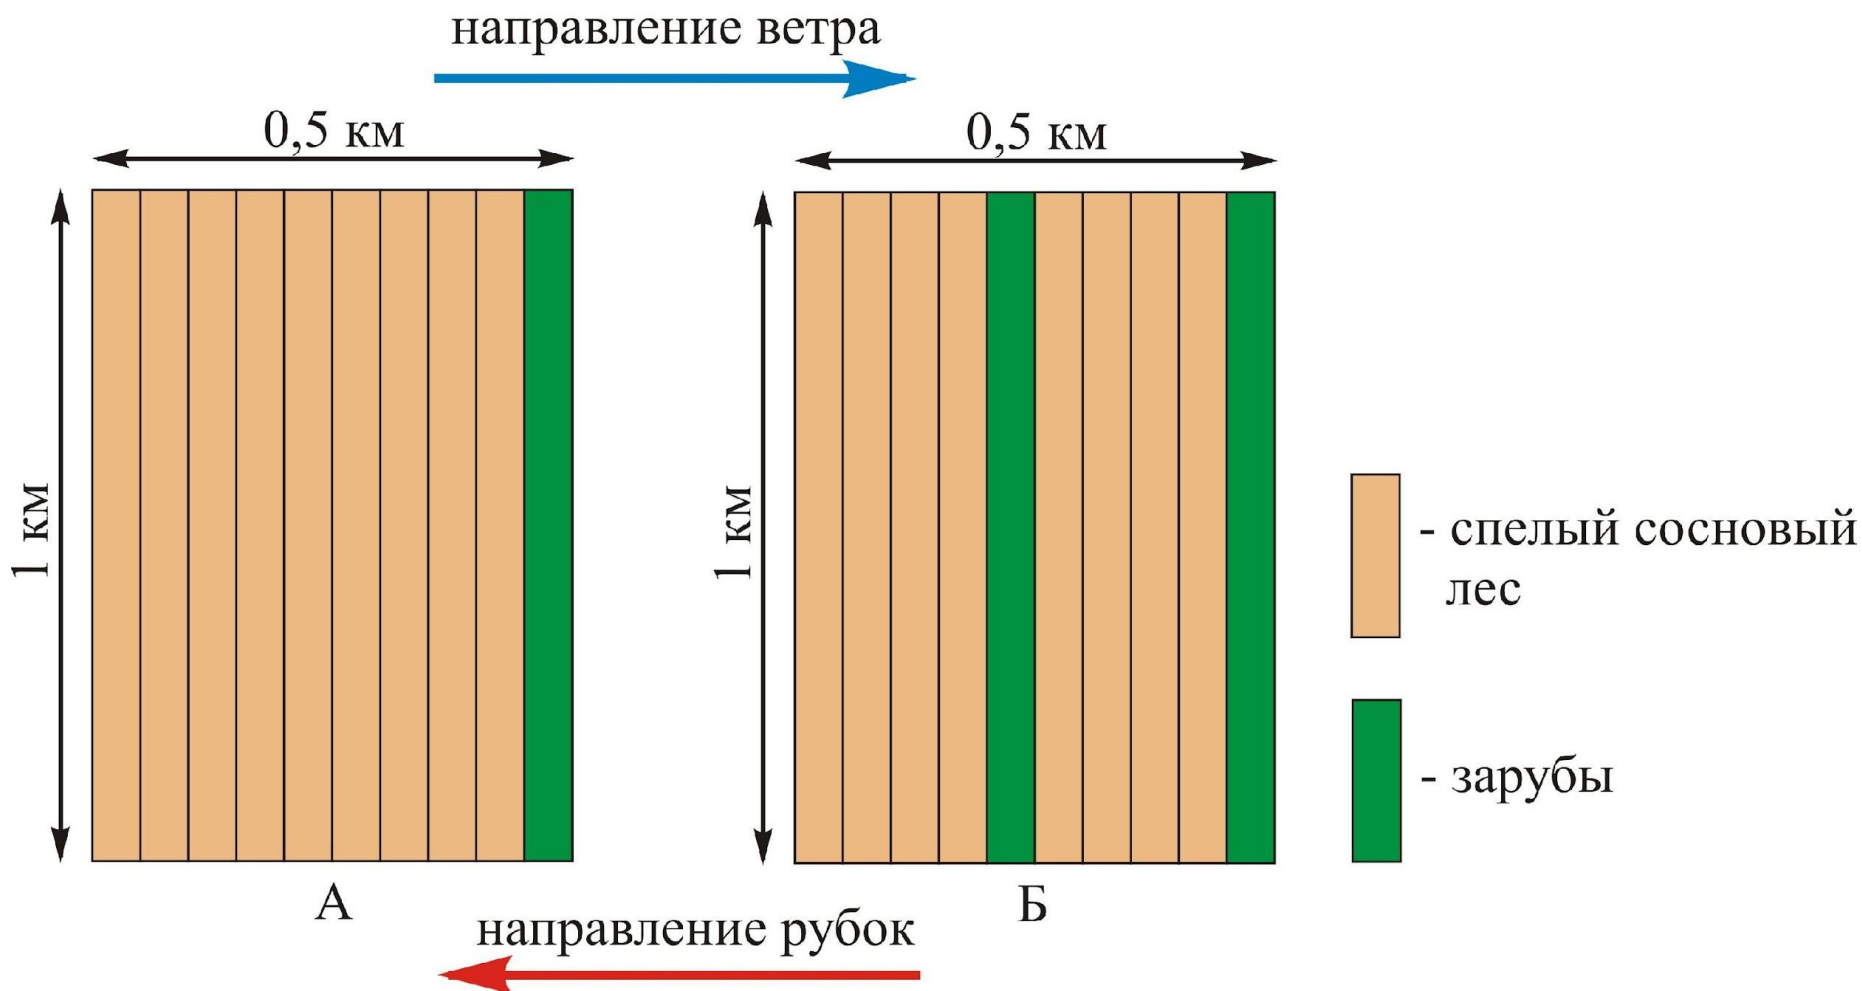 направление ветра
0,5 км
0,5 км
1 км
1 км
- спелый сосновый
лес
- зарубы
А
Б
направление рубок